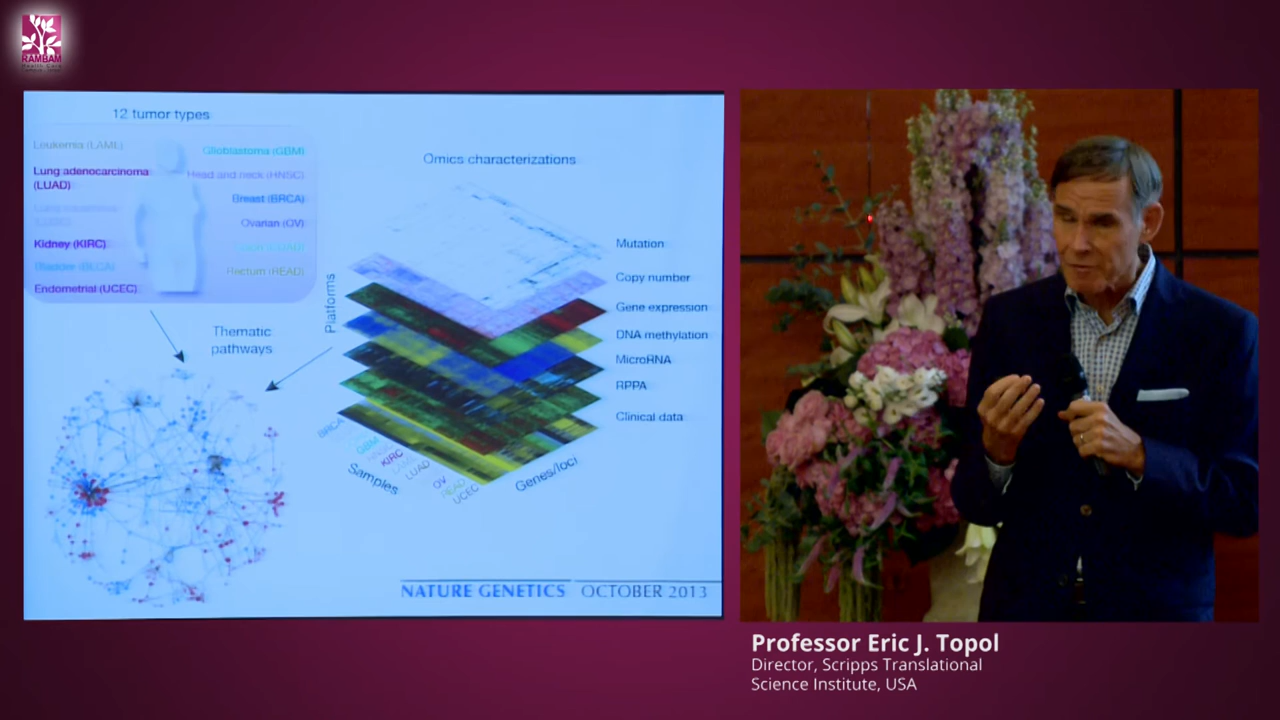 RAMBAM
12 tumor types
Leukemia (LAML)
Lung adenocarcinoma
(LUAD)
Kidney (KIRC)
Bladder (BLCA)
Endometrial (UCEC)
Glioblastoma (GBM)
Head and neck (HNSC)
Breast (BRCA)
Ovarian (OV)
Rectum (READ)
Thematic
pathways
Omics characterizations
Platforms
Mutation
Copy number
Gene expression
DNA methylation
MicroRNA
RPPA
Clinical data
BRCA
GBM
KIRC
LUAD
OV
READ
UCEC
Samples
Genes/loci
NATURE GENETICS OCTOBER 2013
Professor Eric J. Topol
Director, Scripps Translational
Science Institute, USA